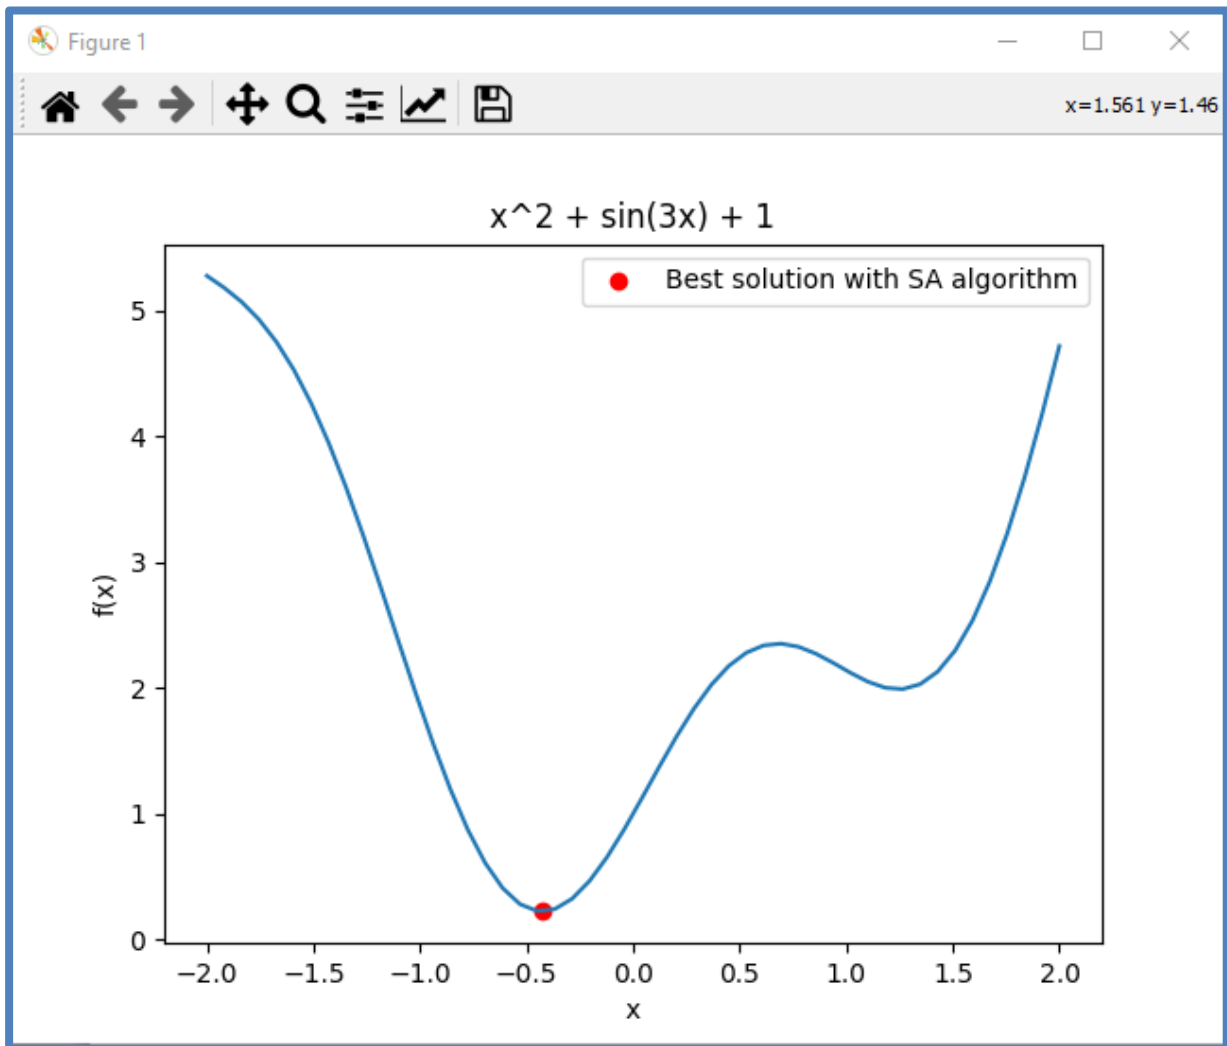 Figure 1
x=1.561 y=1.46
x^2 + sin(3x) + 1
Best solution with SA algorithm
5
4
3
2
1
0
f(x)
−2.0 −1.5 −1.0 −0.5 0.0 0.5 1.0 1.5 2.0
x